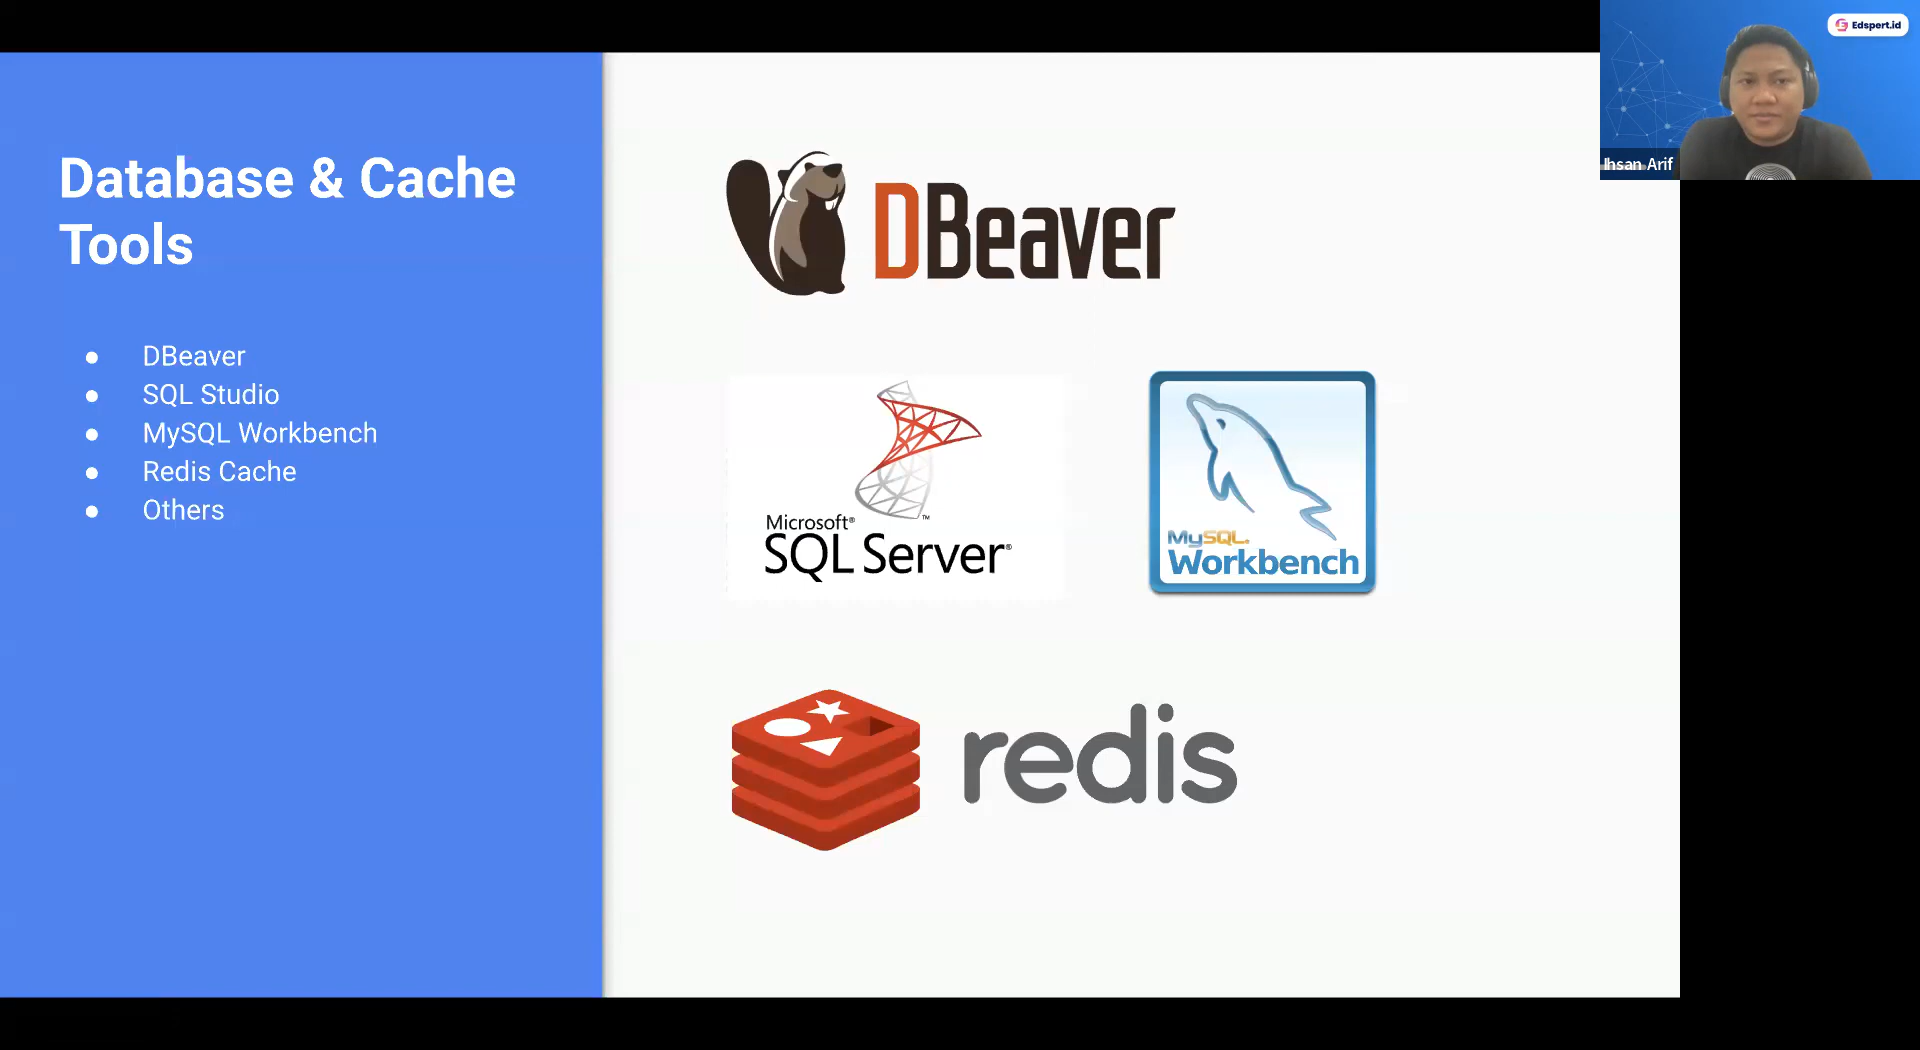 Database & Cache
Tools
● DBeaver
● SQL Studio
● MySQL Workbench
● Redis Cache
● Others
DBeaver
Microsoft®
SQL Server®
™
MySQL.
Workbench
redis
Edspert.id
Ihsan Arif